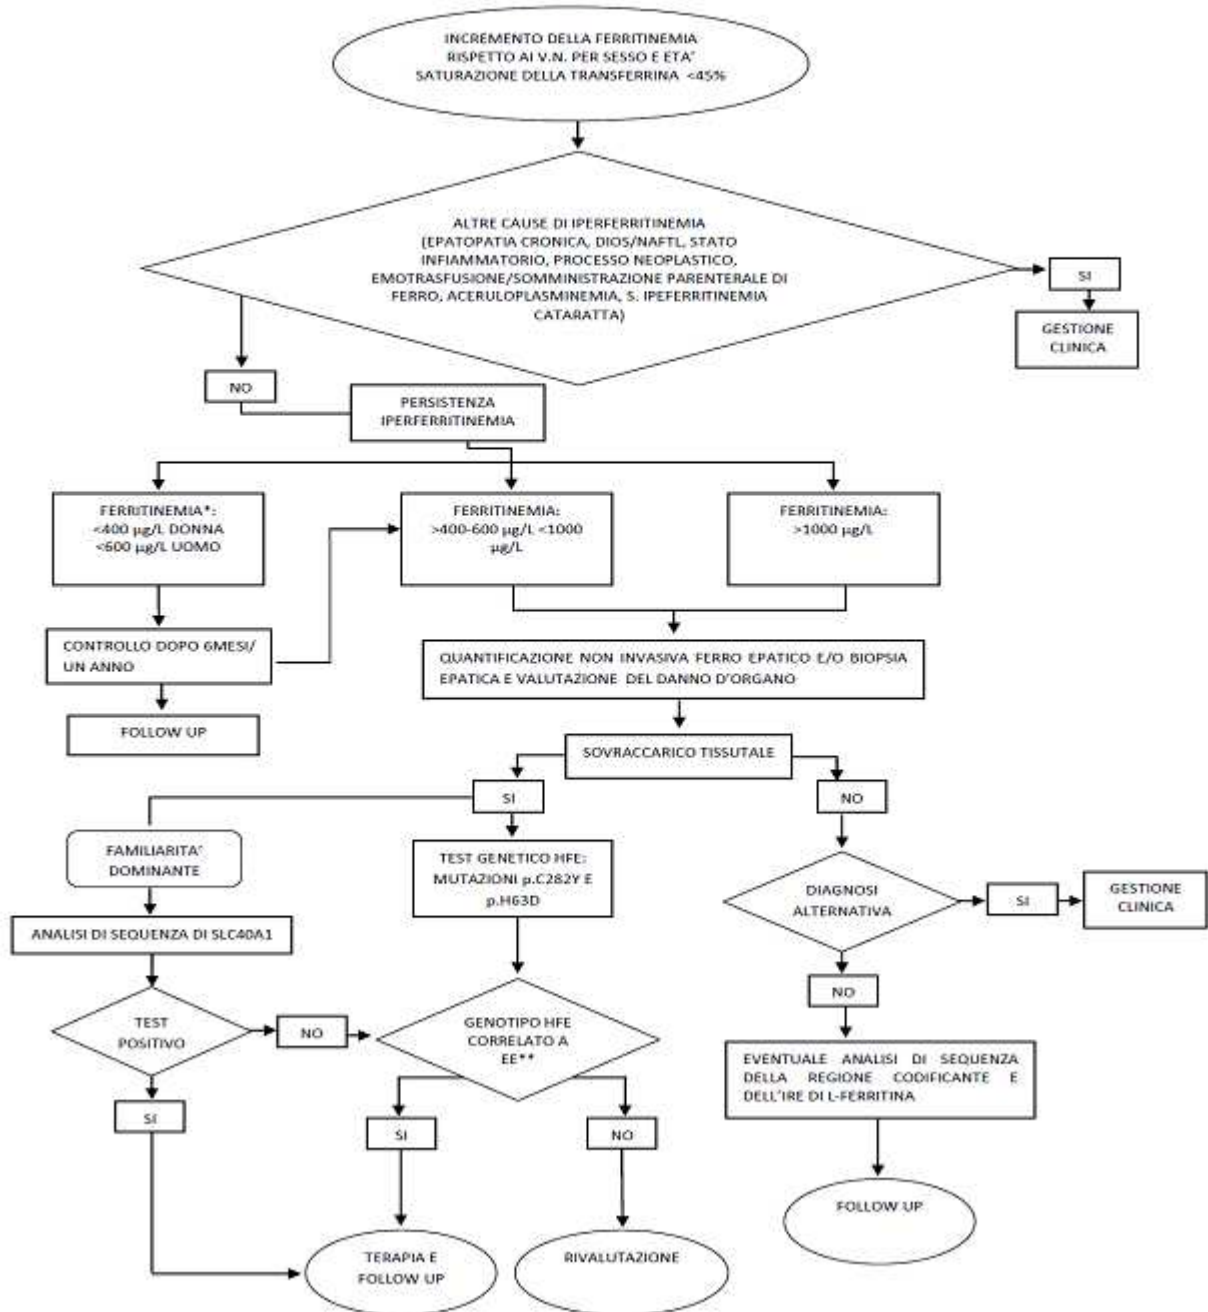 INCREMENTO DELLA FERRITINEMIA
RISPETTO AI V.N. PER SESSO E ETA'
SATURAZIONE DELLA TRANSFERRINA <45%
ALTRE CAUSE DI IPERFERRITINEMIA
(EPATOPATIA CRONICA, DIOS/NAFTL, STATO
INFIAMMATORIO, PROCESSO NEOPLASTICO,
EMOTRASFUSIONE/SOMMINISTRAZIONE PARENTERALE DI
FERRO, ACERULOPLASMINEMIA, S. IPEFERRITINEMIA
CATARATTA)
SI
GESTIONE
CLINICA
NO
PERSISTENZA
IPERFERRITINEMIA
FERRITINEMIA*:
<400 µg/L DONNA
<600 µg/L UOMO
FERRITINEMIA:
>400-600 µg/L <1000
µg/L
FERRITINEMIA:
>1000 µg/L
CONTROLLO DOPO 6MESI/
UN ANNO
QUANTIFICAZIONE NON INVASIVA FERRO EPATICO E/O BIOPSIA
EPATICA E VALUTAZIONE DEL DANNO D'ORGANO
FOLLOW UP
SOVRACCARICO TISSUTALE
SI
NO
FAMILIARITA'
DOMINANTE
TEST GENETICO HFE:
MUTAZIONI p.C282Y E
p.H63D
DIAGNOSI
ALTERNATIVA
SI
GESTIONE
CLINICA
ANALISI DI SEQUENZA DI SLC40A1
NO
TEST
POSITIVO
NO
GENOTIPO HFE
CORRELATO A
EE**
EVENTUALE ANALISI DI SEQUENZA
DELLA REGIONE CODIFICANTE E
DELL'IRE DI L-FERRITINA
SI
SI
NO
FOLLOW UP
TERAPIA E
FOLLOW UP
RIVALUTAZIONE